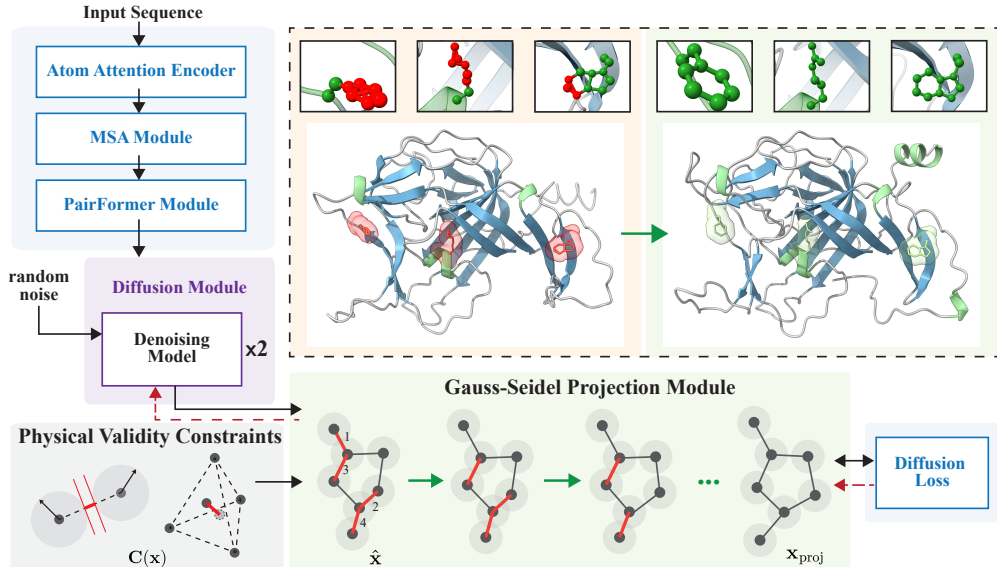 Input Sequence
Atom Attention Encoder
MSA Module
PairFormer Module
random
noise
Diffusion Module
Denoising
Model
x2
Physical Validity Constraints
C(x)
Gauss-Seidel Projection Module
1
3
2
4
x̂
...
x_proj
Diffusion
Loss